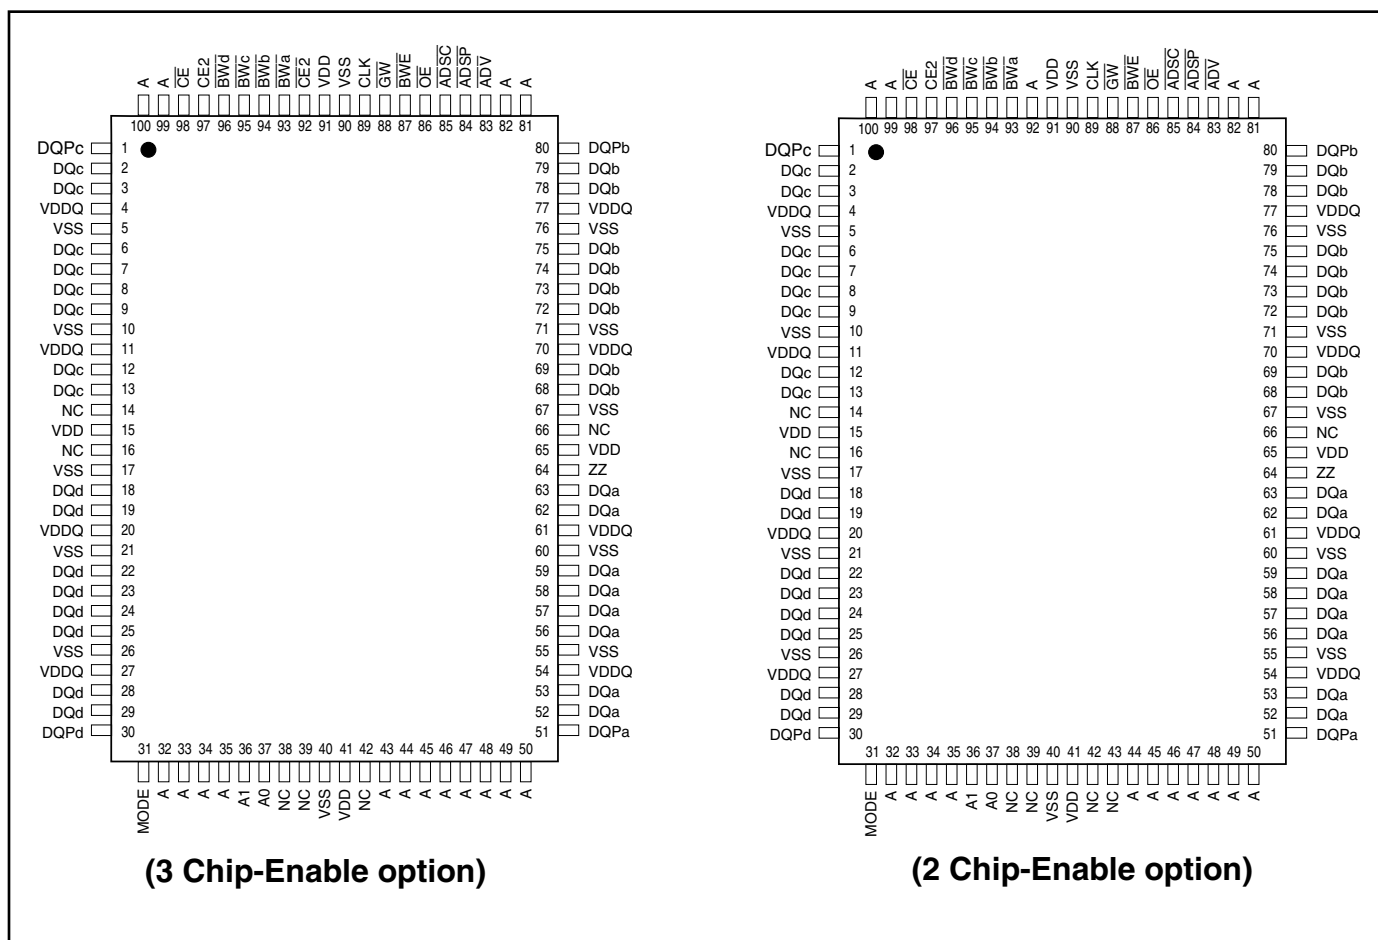 A A CE CE2 BWd BWc BWb BWa CE2 VDD VSS CLK GW BWE OE ADSC ADSP ADV A A
100 99 98 97 96 95 94 93 92 91 90 89 88 87 86 85 84 83 82 81
DQPc 1 80 DQPb
DQc 2 79 DQb
DQc 3 78 DQb
VDDQ 4 77 VDDQ
VSS 5 76 VSS
DQc 6 75 DQb
DQc 7 74 DQb
DQc 8 73 DQb
DQc 9 72 DQb
VSS 10 71 VSS
VDDQ 11 70 VDDQ
DQc 12 69 DQb
DQc 13 68 DQb
NC 14 67 VSS
VDD 15 66 NC
NC 16 65 VDD
VSS 17 64 ZZ
DQd 18 63 DQa
DQd 19 62 DQa
VDDQ 20 61 VDDQ
VSS 21 60 VSS
DQd 22 59 DQa
DQd 23 58 DQa
DQd 24 57 DQa
DQd 25 56 DQa
VSS 26 55 VSS
VDDQ 27 54 VDDQ
DQd 28 53 DQa
DQd 29 52 DQa
DQPd 30 51 DQPa
31 32 33 34 35 36 37 38 39 40 41 42 43 44 45 46 47 48 49 50
MODE A A A A A1 A0 NC NC VSS VDD NC A A A A A A A A
(3 Chip-Enable option)
A A CE CE2 BWd BWc BWb BWa A VDD VSS CLK GW BWE OE ADSC ADSP ADV A A
100 99 98 97 96 95 94 93 92 91 90 89 88 87 86 85 84 83 82 81
DQPc 1 80 DQPb
DQc 2 79 DQb
DQc 3 78 DQb
VDDQ 4 77 VDDQ
VSS 5 76 VSS
DQc 6 75 DQb
DQc 7 74 DQb
DQc 8 73 DQb
DQc 9 72 DQb
VSS 10 71 VSS
VDDQ 11 70 VDDQ
DQc 12 69 DQb
DQc 13 68 DQb
NC 14 67 VSS
VDD 15 66 NC
NC 16 65 VDD
VSS 17 64 ZZ
DQd 18 63 DQa
DQd 19 62 DQa
VDDQ 20 61 VDDQ
VSS 21 60 VSS
DQd 22 59 DQa
DQd 23 58 DQa
DQd 24 57 DQa
DQd 25 56 DQa
VSS 26 55 VSS
VDDQ 27 54 VDDQ
DQd 28 53 DQa
DQd 29 52 DQa
DQPd 30 51 DQPa
31 32 33 34 35 36 37 38 39 40 41 42 43 44 45 46 47 48 49 50
MODE A A A A A1 A0 NC NC VSS VDD NC NC A A A A A A A
(2 Chip-Enable option)